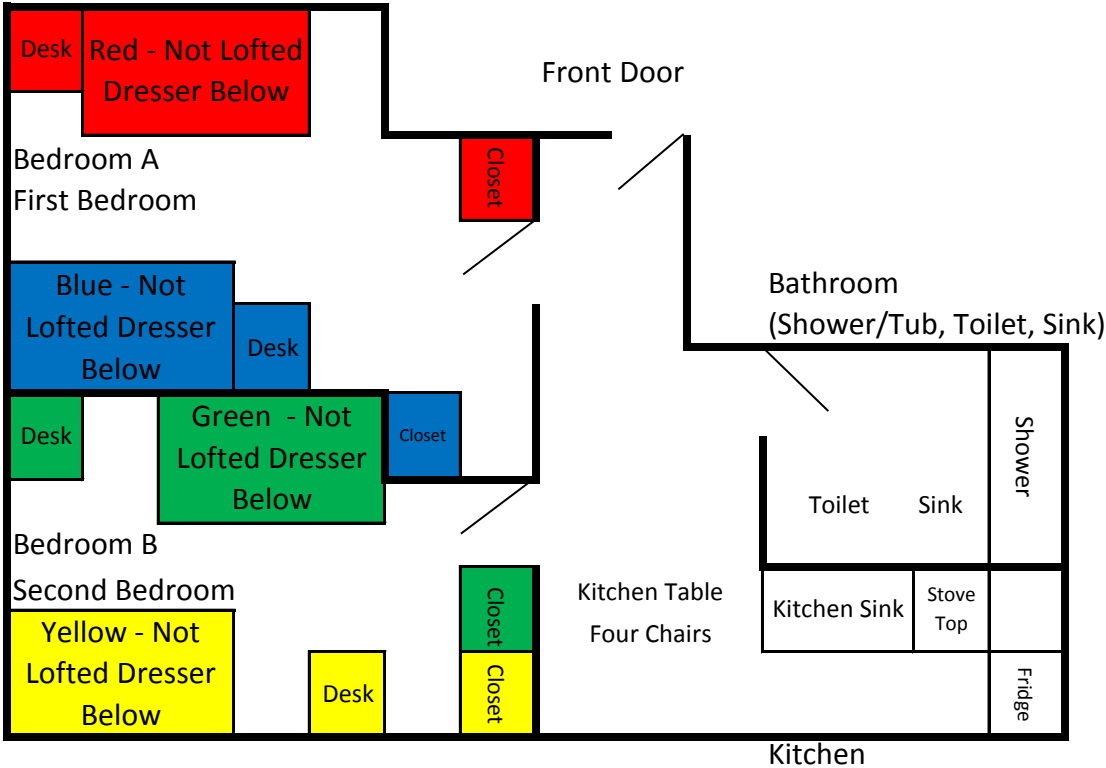 Desk
Red - Not Lofted
Dresser Below
Front Door
Bedroom A
First Bedroom
Closet
Blue - Not
Lofted Dresser
Below
Desk
Bathroom
(Shower/Tub, Toilet, Sink)
Desk
Green - Not
Lofted Dresser
Below
Closet
Shower
Toilet
Sink
Bedroom B
Second Bedroom
Closet
Kitchen Table
Four Chairs
Kitchen Sink
Stove
Top
Yellow - Not
Lofted Dresser
Below
Desk
Closet
Fridge
Kitchen